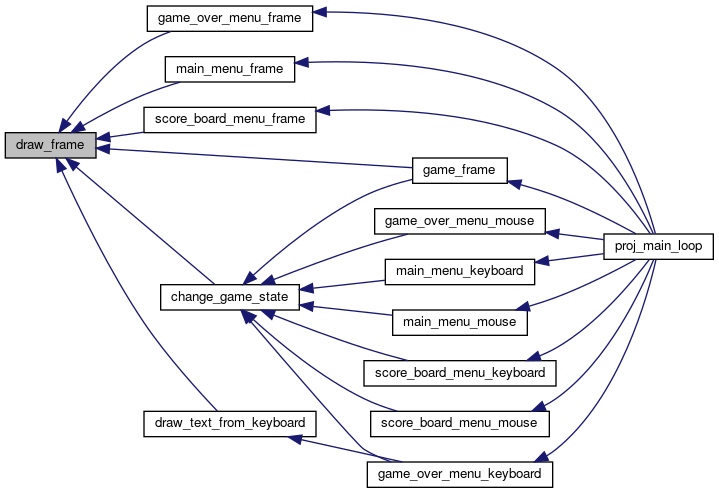 game_over_menu_frame
main_menu_frame
score_board_menu_frame
draw_frame
game_frame
game_over_menu_mouse
proj_main_loop
main_menu_keyboard
change_game_state
main_menu_mouse
score_board_menu_keyboard
draw_text_from_keyboard
score_board_menu_mouse
game_over_menu_keyboard